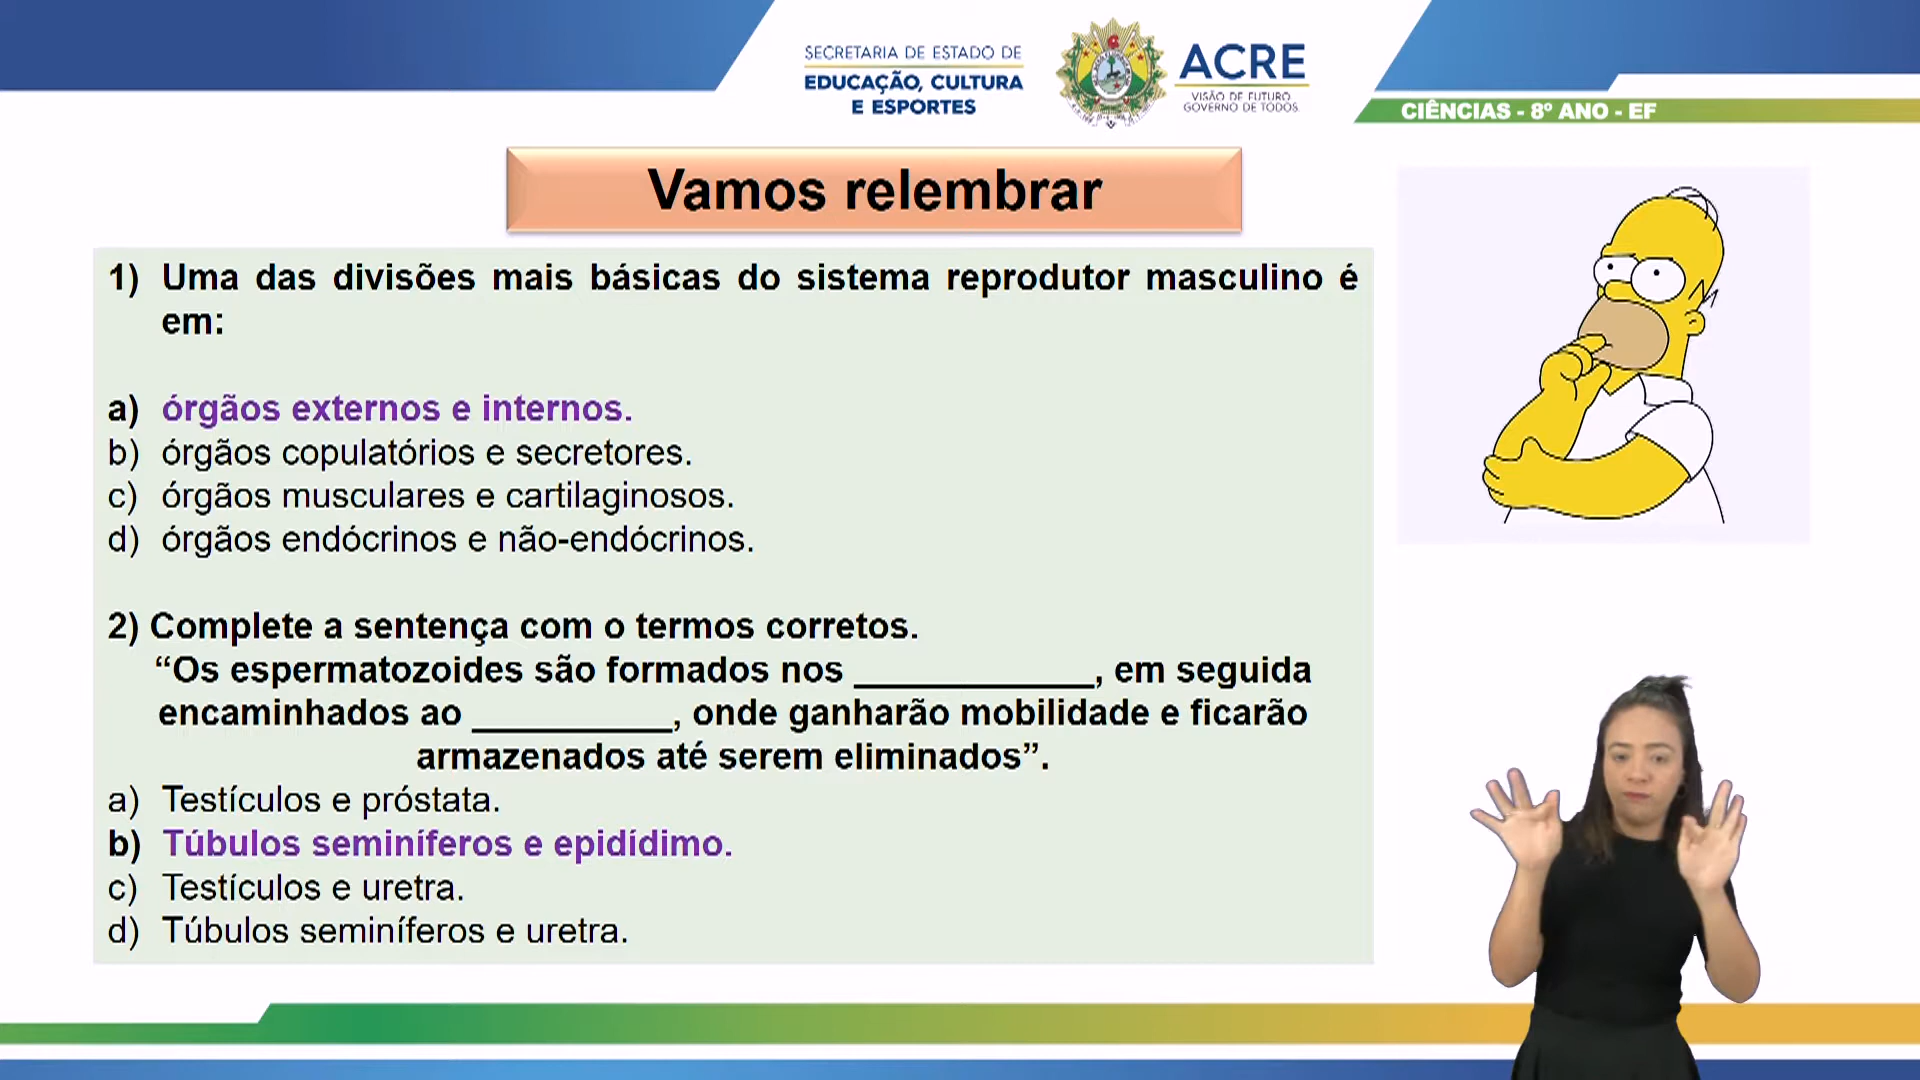 SECRETARIA DE ESTADO DE
EDUCAÇÃO, CULTURA
E ESPORTES
ACRE
VISÃO DE FUTURO
GOVERNO DE TODOS
CIÊNCIAS - 8º ANO - EF
Vamos relembrar
1) Uma das divisões mais básicas do sistema reprodutor masculino é
em:
a) órgãos externos e internos.
b) órgãos copulatórios e secretores.
c) órgãos musculares e cartilaginosos.
d) órgãos endócrinos e não-endócrinos.
2) Complete a sentença com o termos corretos.
“Os espermatozoides são formados nos ____________, em seguida
encaminhados ao __________, onde ganharão mobilidade e ficarão
armazenados até serem eliminados”.
a) Testículos e próstata.
b) Túbulos seminíferos e epidídimo.
c) Testículos e uretra.
d) Túbulos seminíferos e uretra.